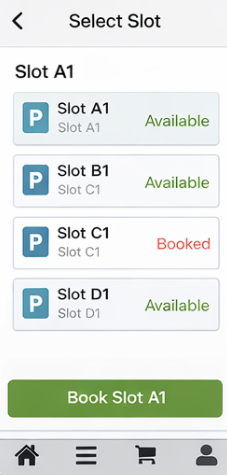 Select Slot
Slot A1
P Slot A1 Available
Slot A1
P Slot B1 Available
Slot C1
P Slot C1 Booked
Slot C1
P Slot D1 Available
Slot D1
Book Slot A1